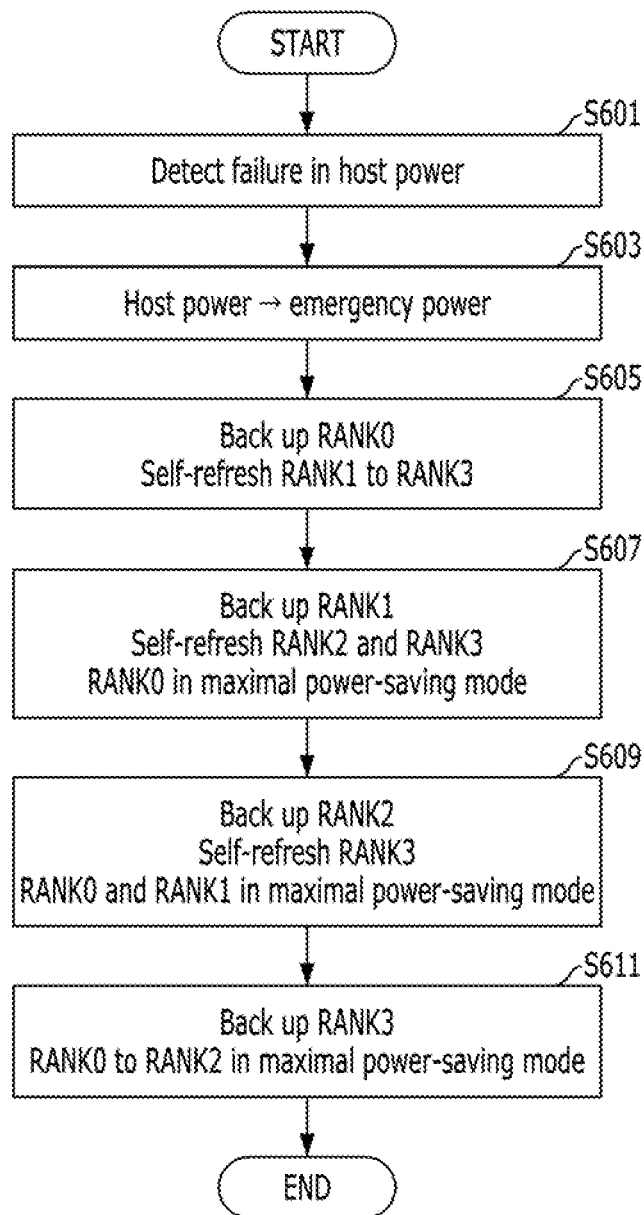 START
S601
Detect failure in host power
S603
Host power → emergency power
S605
Back up RANK0
Self-refresh RANK1 to RANK3
S607
Back up RANK1
Self-refresh RANK2 and RANK3
RANK0 in maximal power-saving mode
S609
Back up RANK2
Self-refresh RANK3
RANK0 and RANK1 in maximal power-saving mode
S611
Back up RANK3
RANK0 to RANK2 in maximal power-saving mode
END